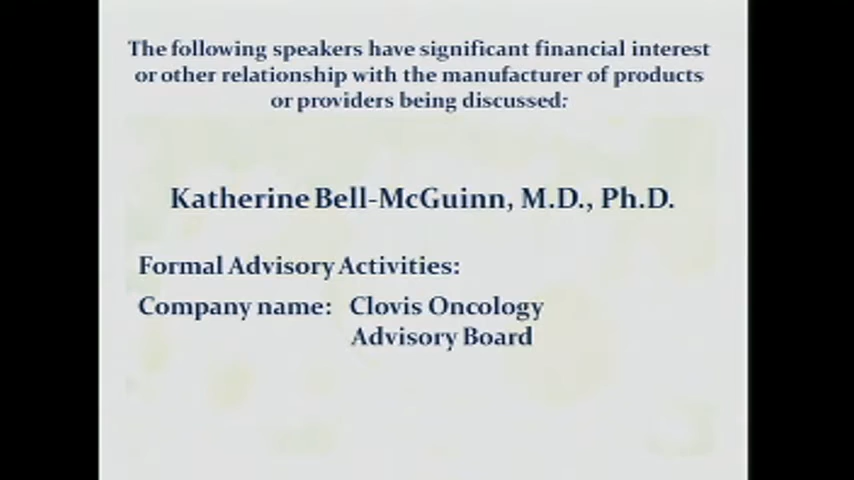 The following speakers have significant financial interest
or other relationship with the manufacturer of products
or providers being discussed:
Katherine Bell-McGuinn, M.D., Ph.D.
Formal Advisory Activities:
Company name: Clovis Oncology
Advisory Board